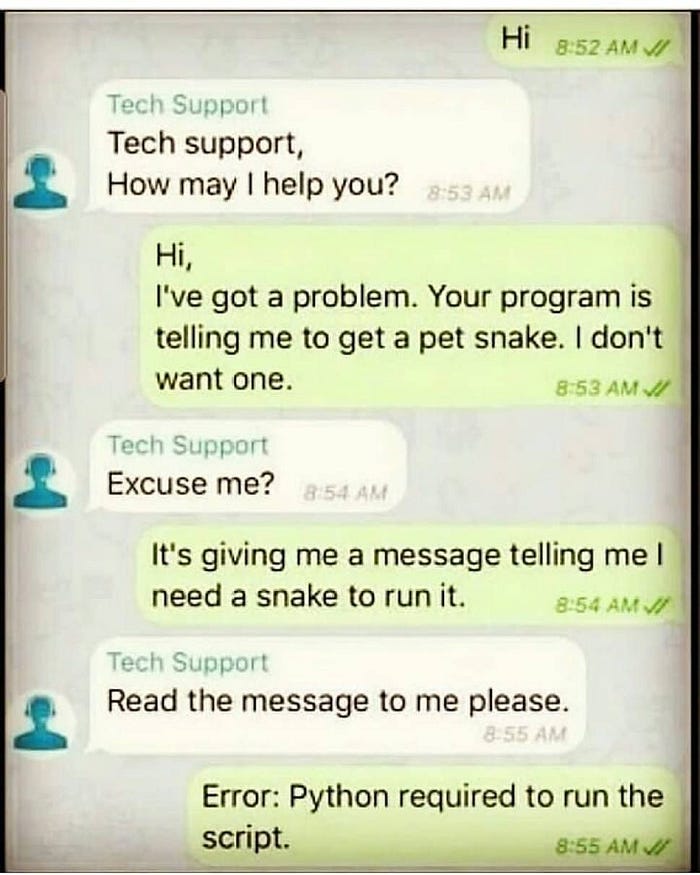 Hi 8:52 AM
Tech Support
Tech support,
How may I help you? 8:53 AM
Hi,
I've got a problem. Your program is
telling me to get a pet snake. I don't
want one. 8:53 AM
Tech Support
Excuse me? 8:54 AM
It's giving me a message telling me I
need a snake to run it. 8:54 AM
Tech Support
Read the message to me please.
8:55 AM
Error: Python required to run the
script. 8:55 AM